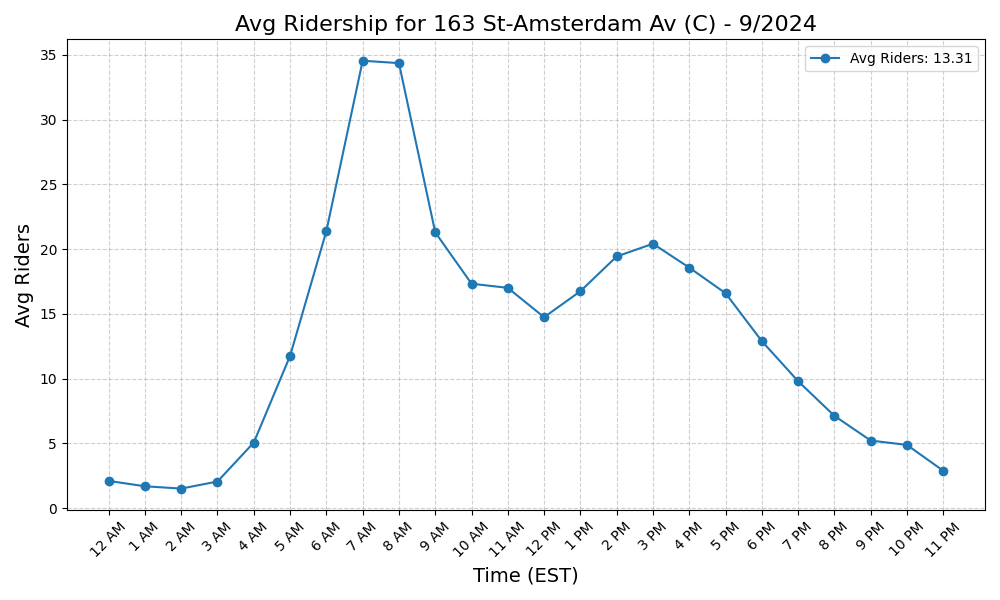 Avg Ridership for 163 St-Amsterdam Av (C) - 9/2024
Avg Riders: 13.31
Avg Riders
35
30
25
20
15
10
5
0
12 AM
1 AM
2 AM
3 AM
4 AM
5 AM
6 AM
7 AM
8 AM
9 AM
10 AM
11 AM
12 PM
1 PM
2 PM
3 PM
4 PM
5 PM
6 PM
7 PM
8 PM
9 PM
10 PM
11 PM
Time (EST)